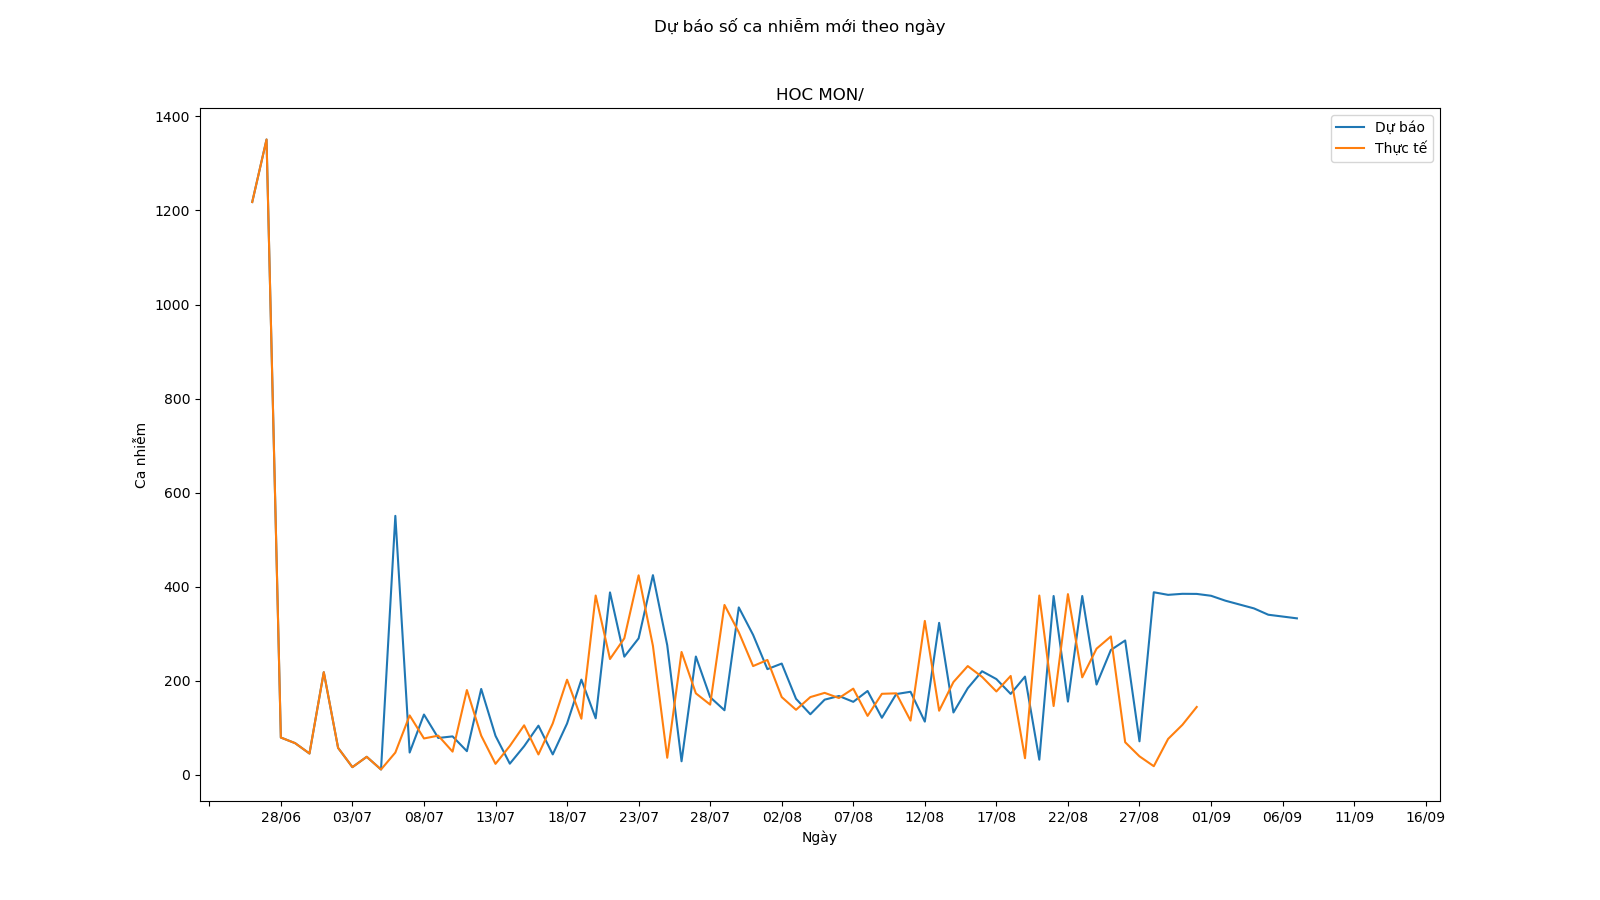 Dự báo số ca nhiễm mới theo ngày
HOC MON/
1400
1200
1000
800
600
400
200
0
Ca nhiễm
Dự báo
Thực tế
28/06 03/07 08/07 13/07 18/07 23/07 28/07 02/08 07/08 12/08 17/08 22/08 27/08 01/09 06/09 11/09 16/09
Ngày